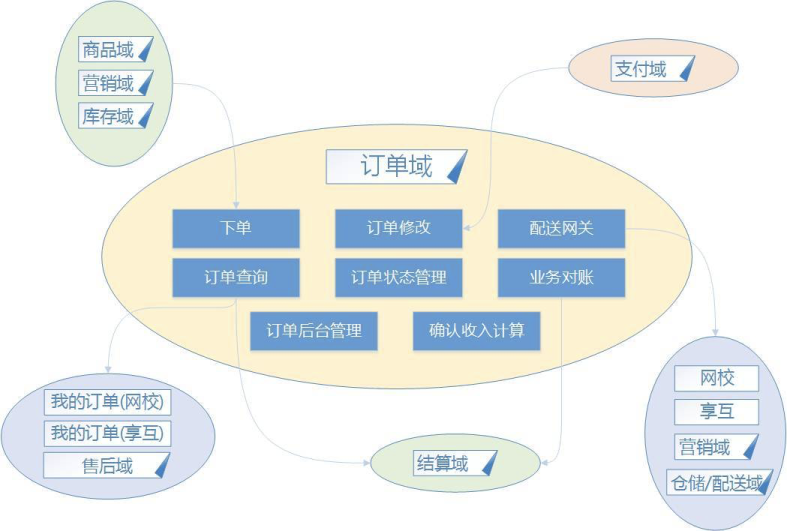 商品域
营销域
库存域
支付域
订单域
下单
订单修改
配送网关
订单查询
订单状态管理
业务对账
订单后台管理
确认收入计算
我的订单(网校)
我的订单(享互)
售后域
结算域
网校
享互
营销域
仓储/配送域